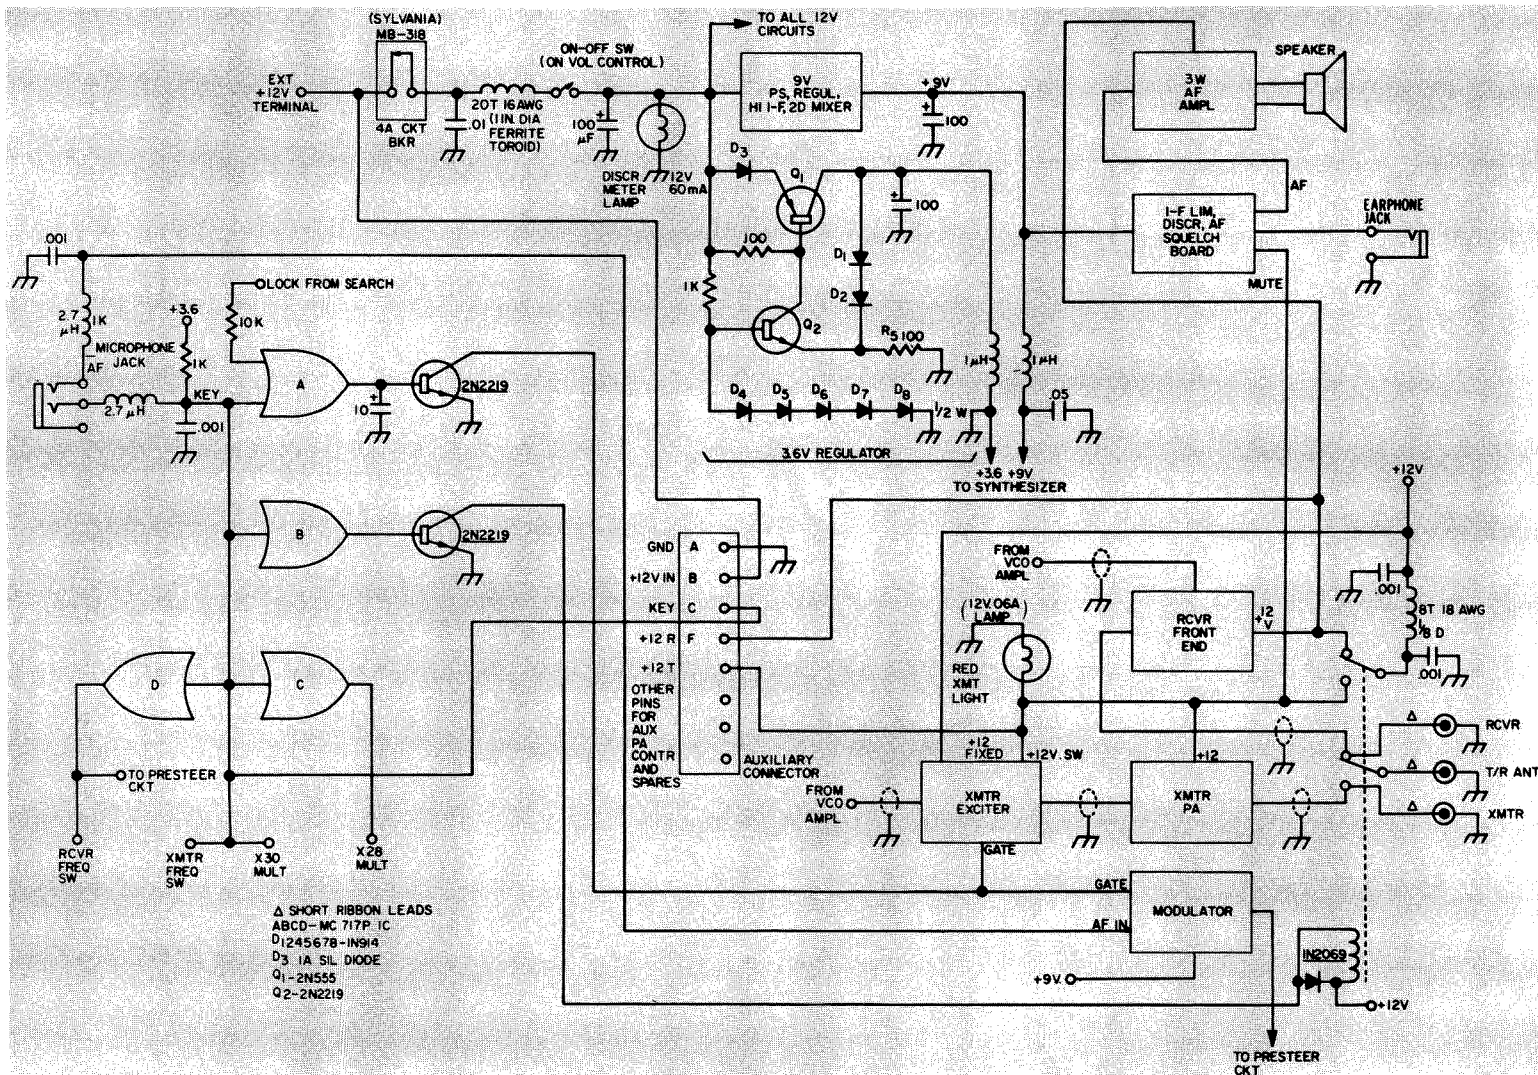 (SYLVANIA)
MB-318
EXT
+12V
TERMINAL
4A CKT
BKR
.01
20T 16AWG
(1 IN. DIA
FERRITE
TOROID)
ON-OFF SW
(ON VOL CONTROL)
+
100
μF
DISCR
METER
LAMP
12V
60mA
TO ALL 12V
CIRCUITS
9V
PS, REGUL,
HI I-F, 2D MIXER
+9V
+
100
3W
AF
AMPL
SPEAKER
AF
I-F LIM,
DISCR, AF
SQUELCH
BOARD
EARPHONE
JACK
MUTE
D3
Q1
+
100
100
1K
D1
D2
Q2
R5 100
1μH
1μH
D4
D5
D6
D7
D8
1/2 W
.05
3.6V REGULATOR
+3.6
+9V
TO SYNTHESIZER
.001
2.7
μH
1K
AF
MICROPHONE
JACK
+3.6
1K
LOCK FROM SEARCH
10K
KEY
2.7μH
.001
A
+
10
2N2219
B
2N2219
D
C
TO PRESTEER
CKT
RCVR
FREQ
SW
XMTR
FREQ
SW
X30
MULT
X28
MULT
GND
A
+12V IN
B
KEY
C
+12 R
F
+12 T
OTHER
PINS
FOR
AUX
PA
CONTR
AND
SPARES
AUXILIARY
CONNECTOR
FROM
VCO
AMPL
(12V.06A)
LAMP
RED
XMT
LIGHT
RCVR
FRONT
END
12
+V
+12V
.001
8T 18 AWG
1/8 D
.001
+12
FIXED
+12V. SW
+12
FROM
VCO
AMPL
XMTR
EXCITER
XMTR
PA
GATE
Δ
RCVR
Δ
T/R ANT
Δ
XMTR
GATE
AF IN
MODULATOR
+9V
1N2069
+12V
TO PRESTEER
CKT
Δ SHORT RIBBON LEADS
ABCD-MC 717P IC
D1245678-1N914
D3 1A SIL DIODE
Q1-2N555
Q2-2N2219